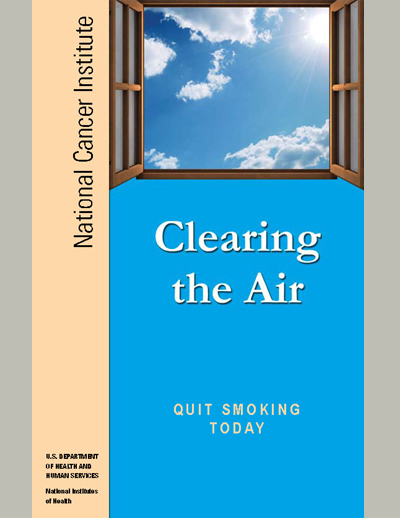 National Cancer Institute
Clearing
the Air
QUIT SMOKING
TODAY
U.S. DEPARTMENT
OF HEALTH AND
HUMAN SERVICES
National Institutes
of Health